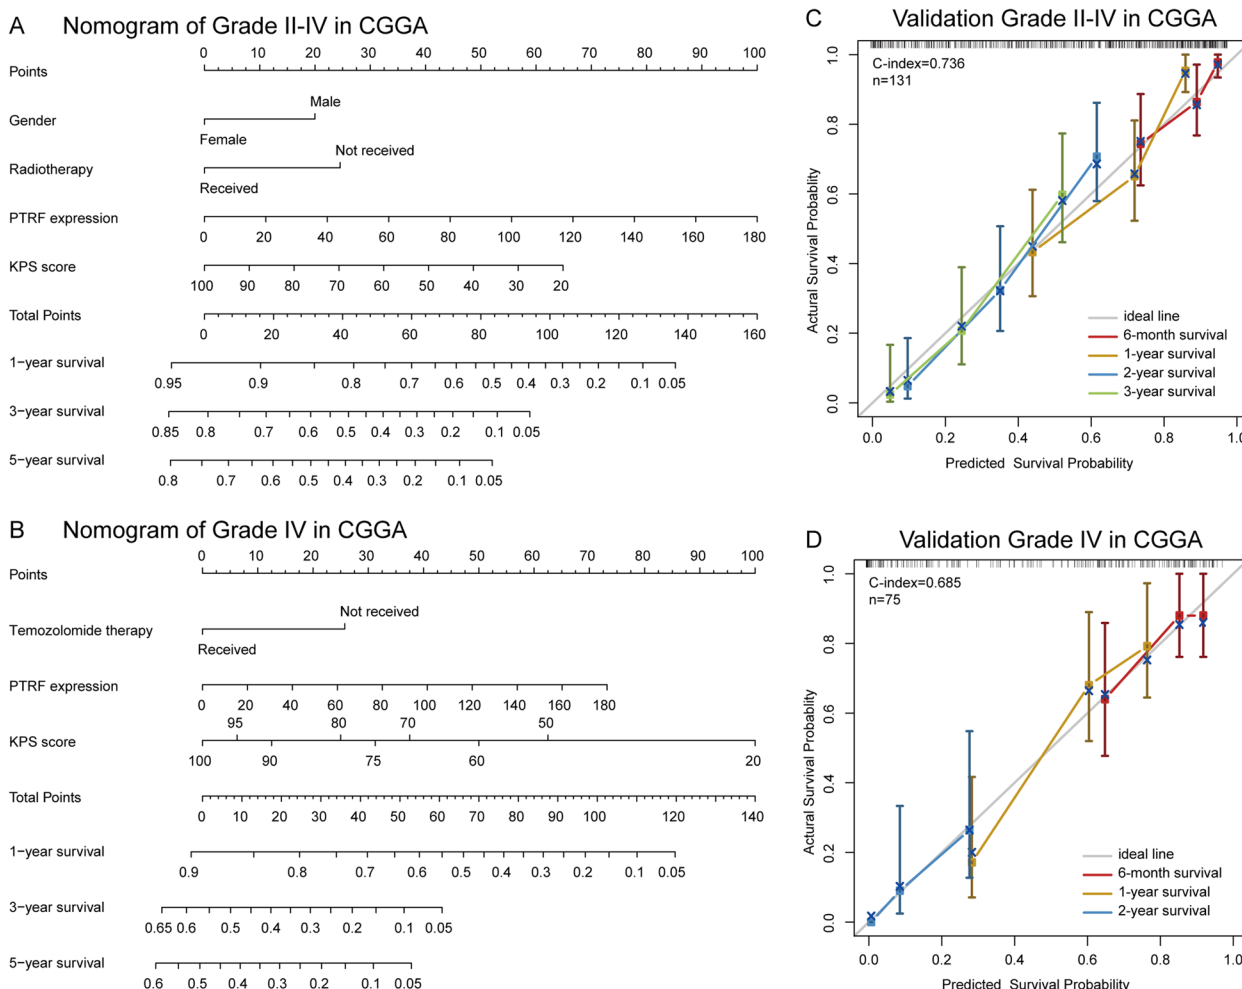 A Nomogram of Grade II-IV in CGGA
0 10 20 30 40 50 60 70 80 90 100
Points
Male
Gender
Female
Not received
Radiotherapy
Received
PTRF expression
0 20 40 60 80 100 120 140 160 180
KPS score
100 90 80 70 60 50 40 30 20
Total Points
0 20 40 60 80 100 120 140 160
1−year survival
0.95 0.9 0.8 0.7 0.6 0.5 0.4 0.3 0.2 0.1 0.05
3−year survival
0.85 0.8 0.7 0.6 0.5 0.4 0.3 0.2 0.1 0.05
5−year survival
0.8 0.7 0.6 0.5 0.4 0.3 0.2 0.1 0.05
B Nomogram of Grade IV in CGGA
0 10 20 30 40 50 60 70 80 90 100
Points
Not received
Temozolomide therapy
Received
PTRF expression
0 20 40 60 80 100 120 140 160 180
95 80 70 50
KPS score
100 90 75 60 20
Total Points
0 10 20 30 40 50 60 70 80 90 100 120 140
1−year survival
0.9 0.8 0.7 0.6 0.5 0.4 0.3 0.2 0.1 0.05
3−year survival
0.65 0.6 0.5 0.4 0.3 0.2 0.1 0.05
5−year survival
0.6 0.5 0.4 0.3 0.2 0.1 0.05
C Validation Grade II-IV in CGGA
C-index=0.736
n=131
Actural Survival Probablity
1.0
0.8
0.6
0.4
0.2
0.0
ideal line
6-month survival
1-year survival
2-year survival
3-year survival
0.0 0.2 0.4 0.6 0.8 1.0
Predicted Survival Probability
D Validation Grade IV in CGGA
C-index=0.685
n=75
Actural Survival Probablity
1.0
0.8
0.6
0.4
0.2
0.0
ideal line
6-month survival
1-year survival
2-year survival
0.0 0.2 0.4 0.6 0.8 1.0
Predicted Survival Probability